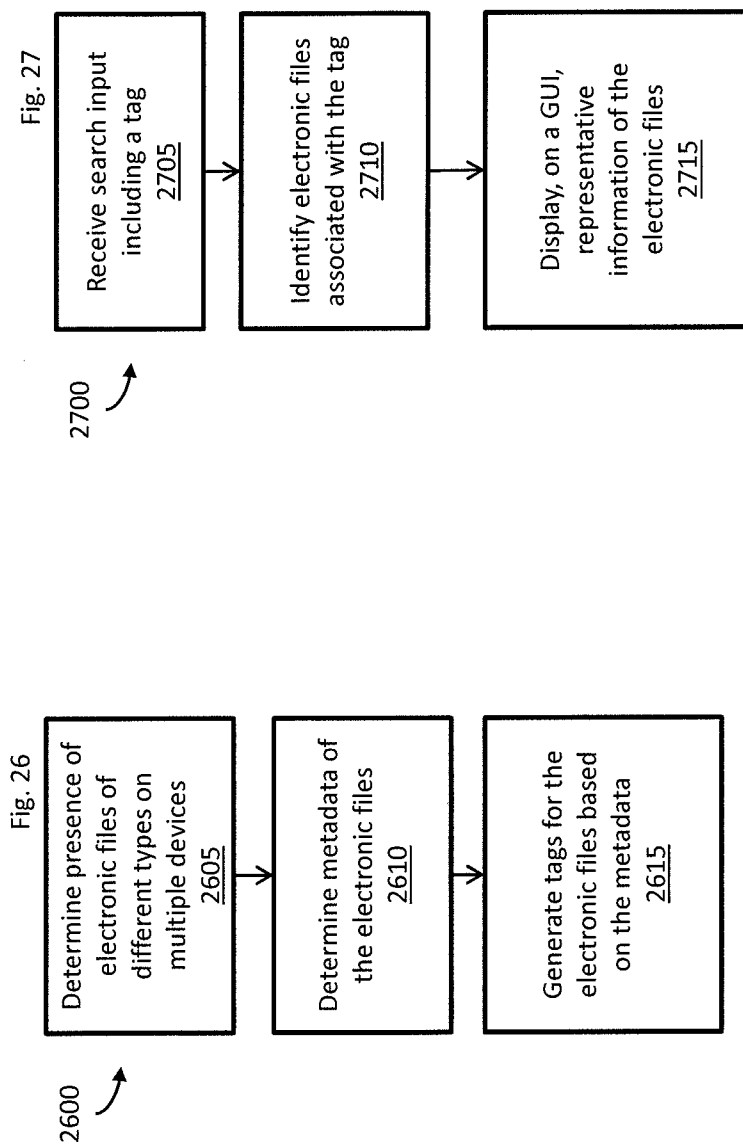 Fig. 26
2600
Determine presence of
electronic files of
different types on
multiple devices
2605
Determine metadata of
the electronic files
2610
Generate tags for the
electronic files based
on the metadata
2615
Fig. 27
2700
Receive search input
including a tag
2705
Identify electronic files
associated with the tag
2710
Display, on a GUI,
representative
information of the
electronic files
2715